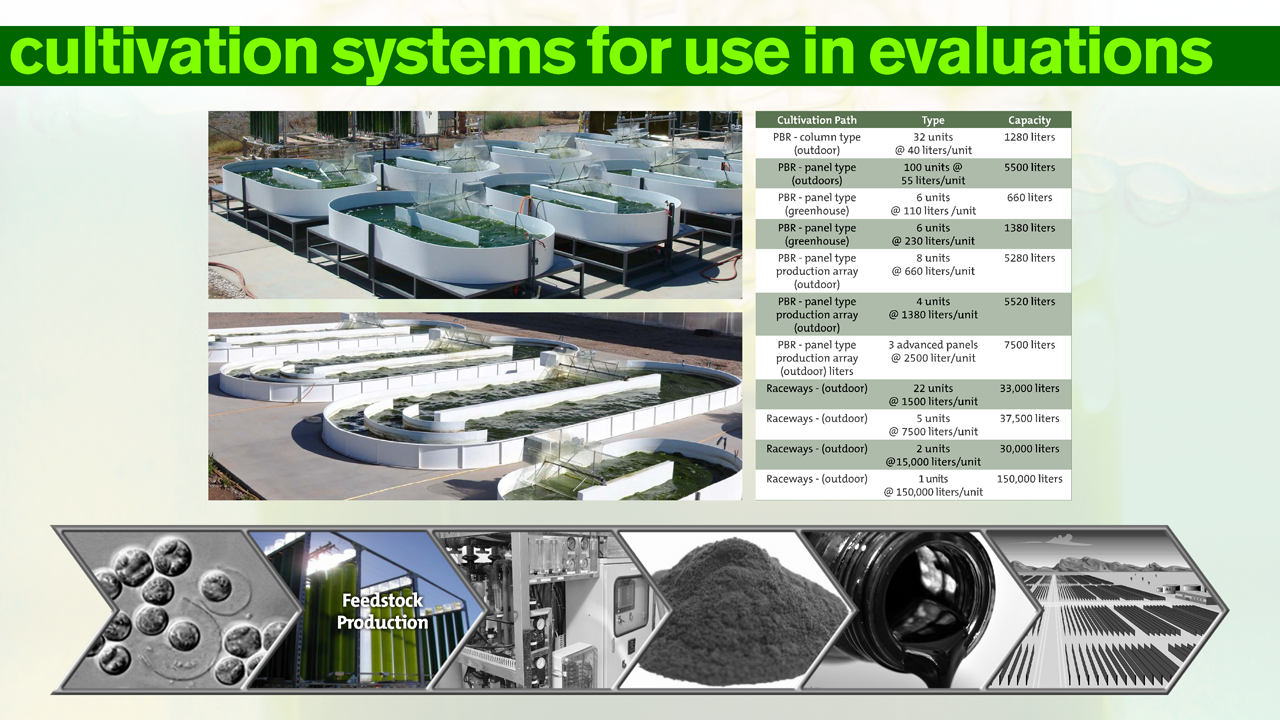 cultivation systems for use in evaluations
Cultivation Path Type Capacity
PBR - column type 32 units 1280 liters
(outdoor) @ 40 liters/unit
PBR - panel type 100 units @ 5500 liters
(outdoors) 55 liters/unit
PBR - panel type 6 units 660 liters
(greenhouse) @ 110 liters /unit
PBR - panel type 6 units 1380 liters
(greenhouse) @ 230 liters/unit
PBR - panel type 8 units 5280 liters
production array @ 660 liters/unit
(outdoor)
PBR - panel type 4 units 5520 liters
production array @ 1380 liters/unit
(outdoor)
PBR - panel type 3 advanced panels 7500 liters
production array @ 2500 liter/unit
(outdoor) liters
Raceways - (outdoor) 22 units 33,000 liters
@ 1500 liters/unit
Raceways - (outdoor) 5 units 37,500 liters
@ 7500 liters/unit
Raceways - (outdoor) 2 units 30,000 liters
@15,000 liters/unit
Raceways - (outdoor) 1 units 150,000 liters
@ 150,000 liters/unit
Feedstock
Production